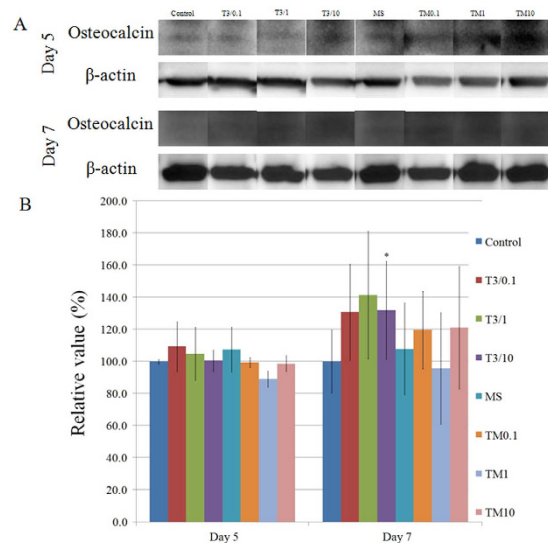 A
Control T3/0.1 T3/1 T3/10 MS TM0.1 TM1 TM10
Day 5
Osteocalcin
β-actin
Day 7
Osteocalcin
β-actin
B
Relative value (%)
200.0
180.0
160.0
140.0
120.0
100.0
80.0
60.0
40.0
20.0
0.0
*
Day 5 Day 7
Control
T3/0.1
T3/1
T3/10
MS
TM0.1
TM1
TM10